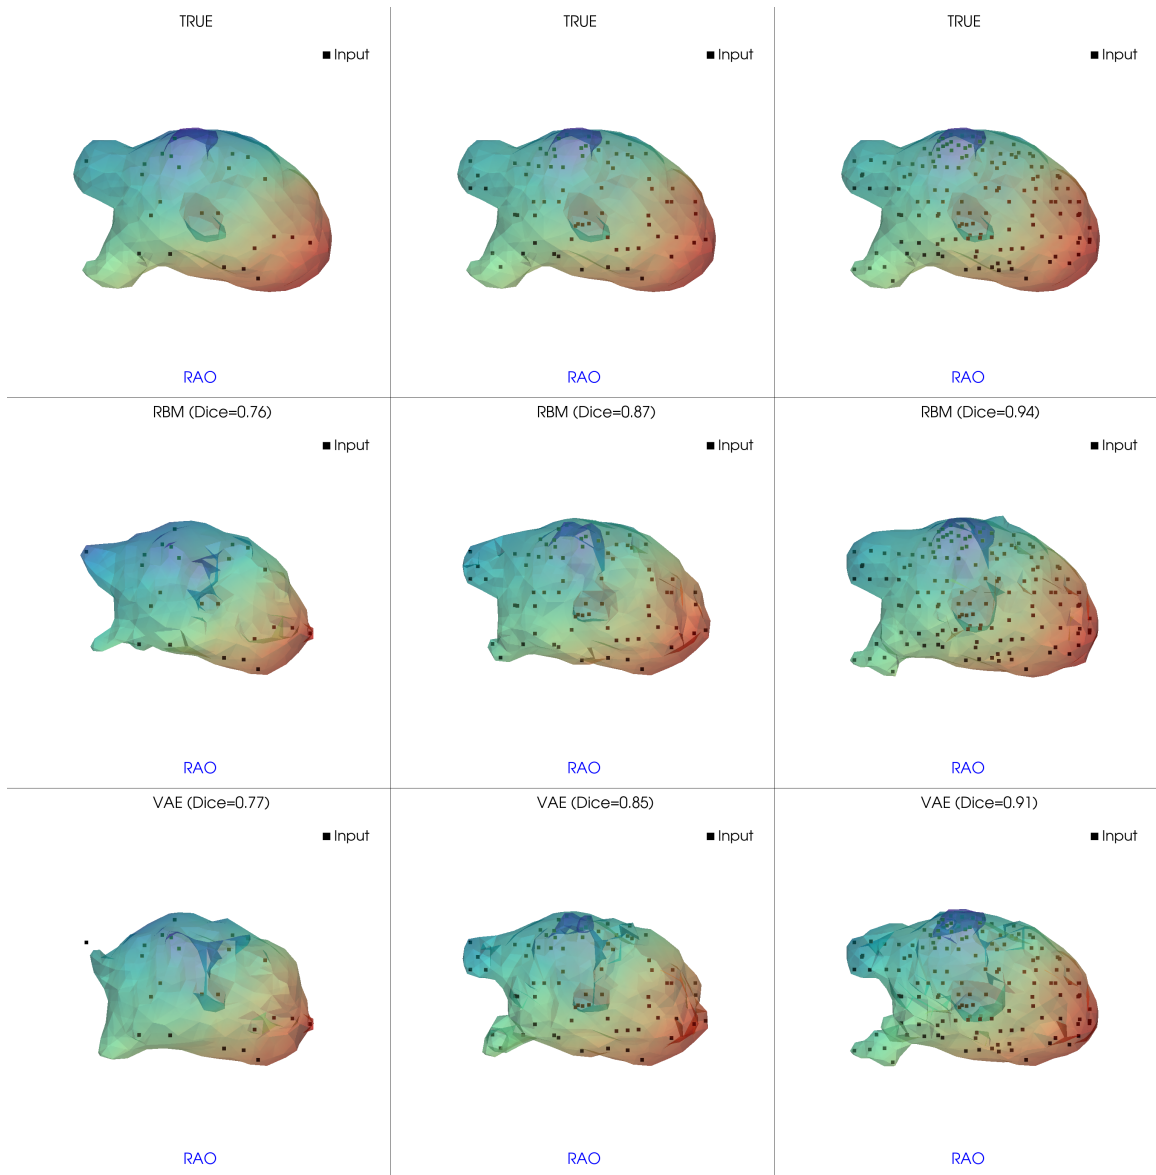 TRUE
Input
RAO
TRUE
Input
RAO
TRUE
Input
RAO
RBM (Dice=0.76)
Input
RAO
RBM (Dice=0.87)
Input
RAO
RBM (Dice=0.94)
Input
RAO
VAE (Dice=0.77)
Input
RAO
VAE (Dice=0.85)
Input
RAO
VAE (Dice=0.91)
Input
RAO